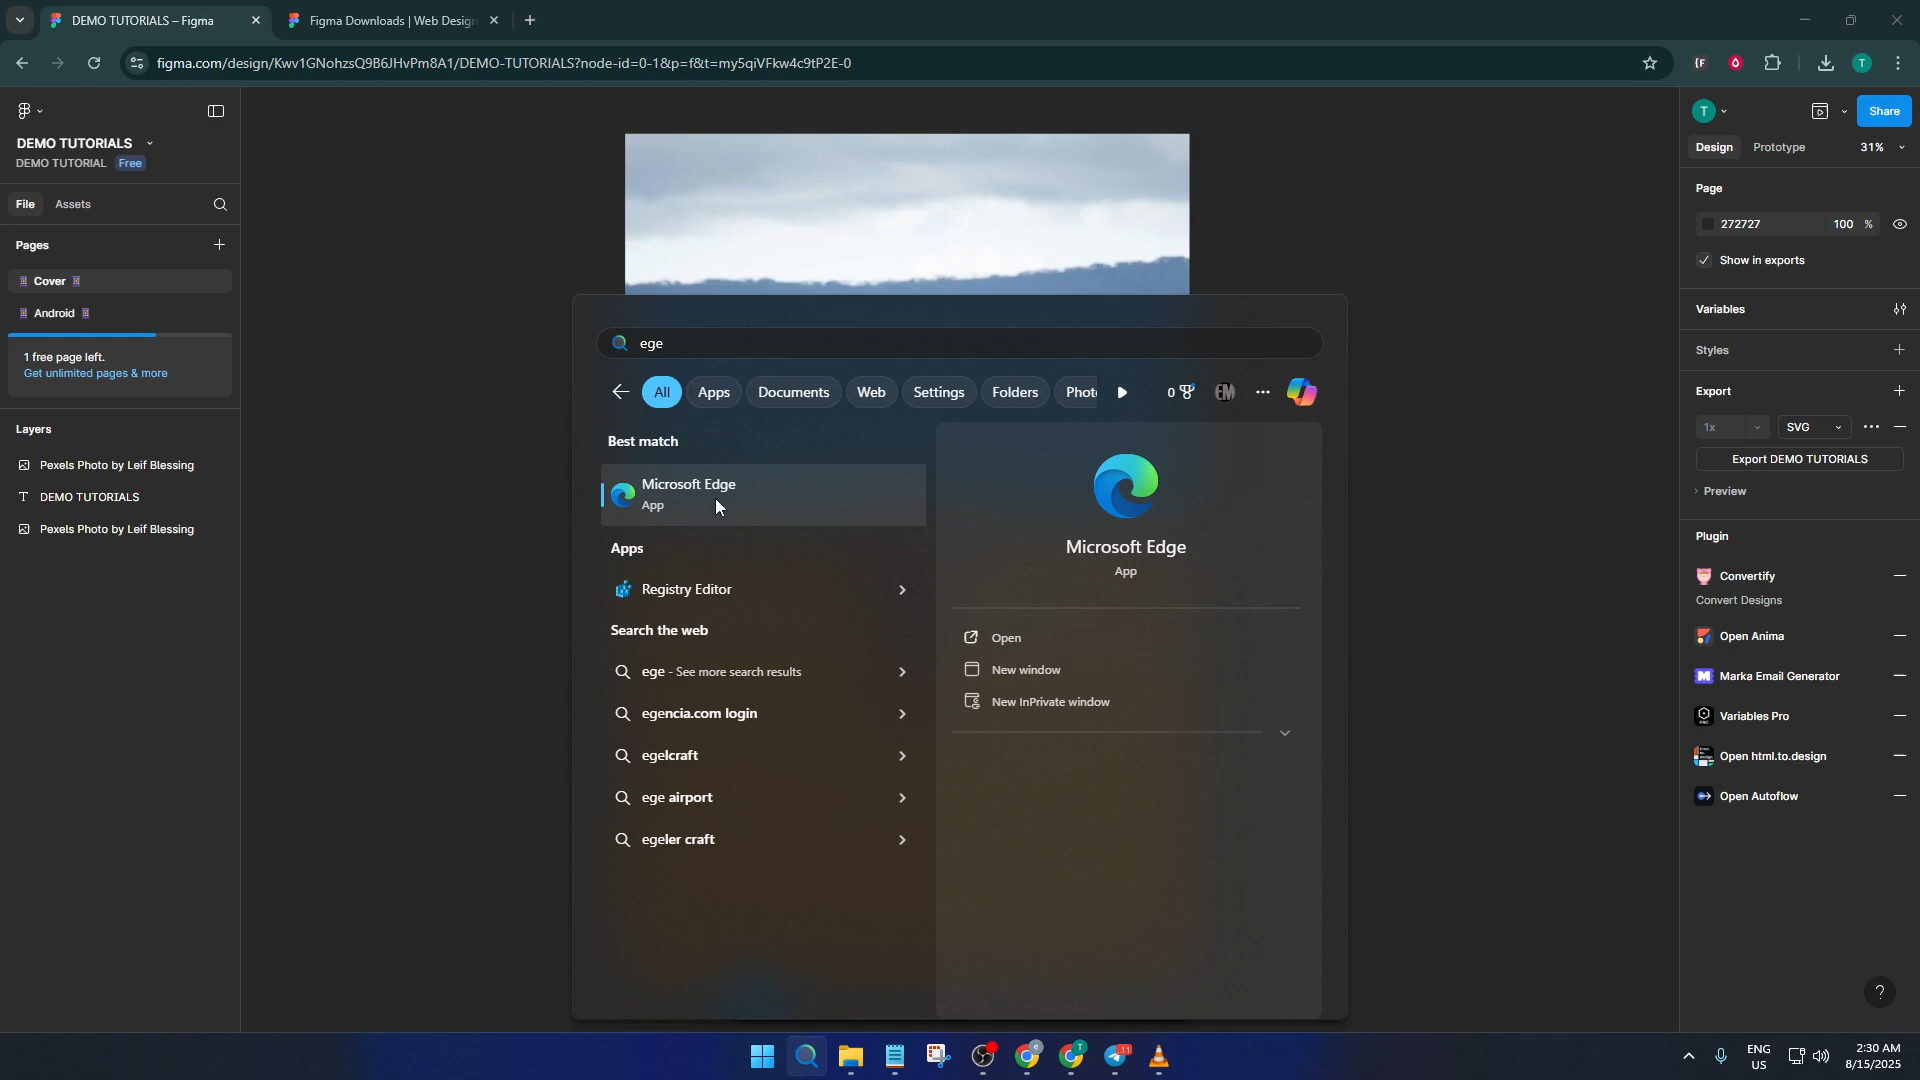 DEMO TUTORIALS – Figma
Figma Downloads | Web Design
figma.com/design/Kwv1GNohzsQ9B6JHvPm8A1/DEMO-TUTORIALS?node-id=0-1&p=f&t=my5qiVFkw4c9tP2E-0
T
DEMO TUTORIALS
DEMO TUTORIAL Free
File Assets
Pages
Cover
Android
1 free page left.
Get unlimited pages & more
Layers
Pexels Photo by Leif Blessing
DEMO TUTORIALS
Pexels Photo by Leif Blessing
ege
All Apps Documents Web Settings Folders Phot 0 EM
Best match
Microsoft Edge
App
Apps
Registry Editor
Search the web
ege - See more search results
egencia.com login
egelcraft
ege airport
egeler craft
Microsoft Edge
App
Open
New window
New InPrivate window
T Share
Design Prototype 31%
Page
272727 100 %
Show in exports
Variables
Styles
Export
1x SVG
Export DEMO TUTORIALS
Preview
Plugin
Convertify
Convert Designs
Open Anima
Marka Email Generator
Variables Pro
Open html.to.design
Open Autoflow
?
e T 11
ENG
US
2:30 AM
8/15/2025